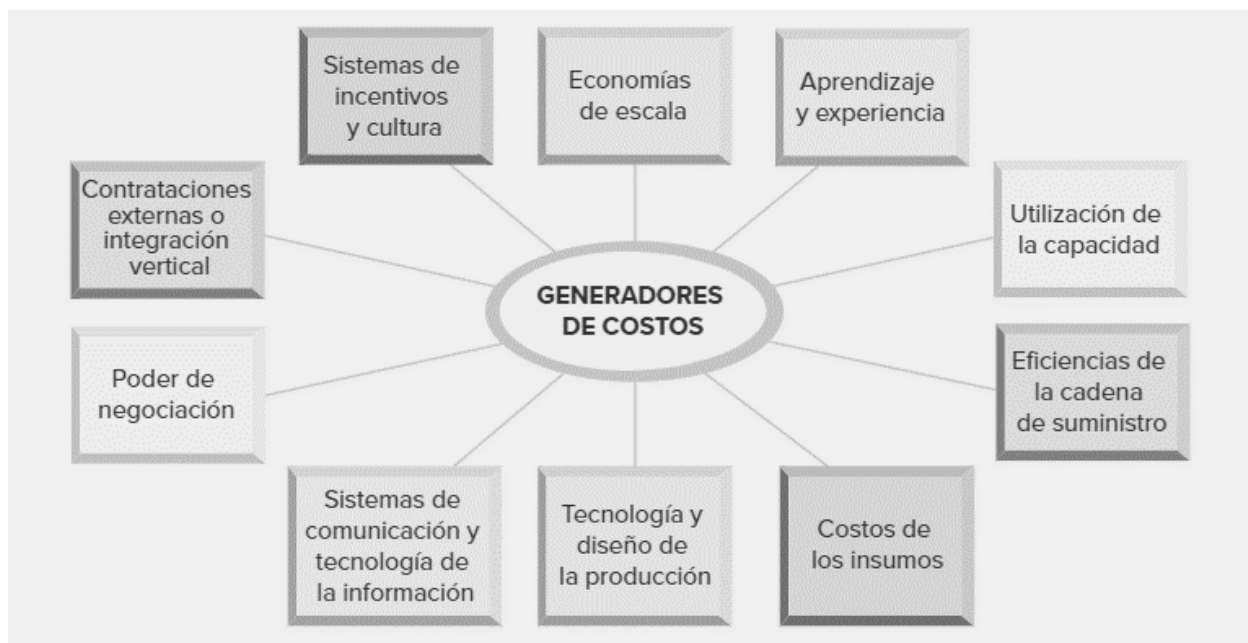 Sistemas de
incentivos
y cultura
Economías
de escala
Aprendizaje
y experiencia
Contrataciones
externas o
integración
vertical
Utilización de
la capacidad
GENERADORES
DE COSTOS
Poder de
negociación
Eficiencias de
la cadena
de suministro
Sistemas de
comunicación y
tecnología de
la información
Tecnología y
diseño de
la producción
Costos de
los insumos